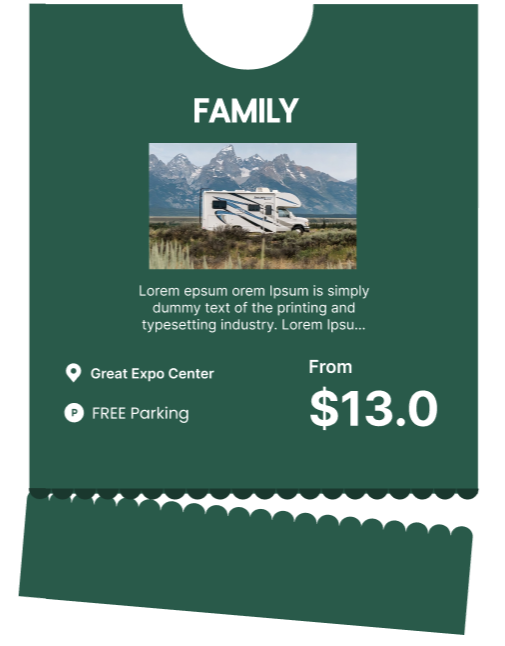 FAMILY
Lorem epsum orem Ipsum is simply
dummy text of the printing and
typesetting industry. Lorem Ipsu...
Great Expo Center
P FREE Parking
From
$13.0